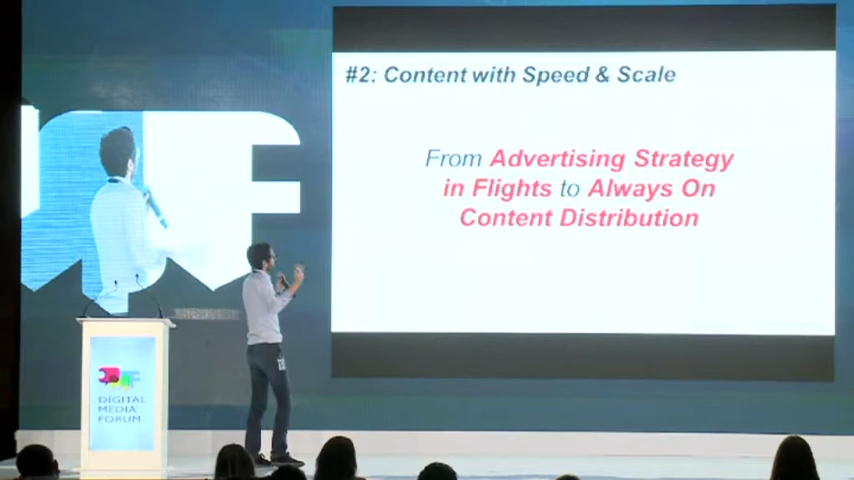 #2: Content with Speed & Scale
From Advertising Strategy
in Flights to Always On
Content Distribution
DIGITAL
MEDIA
FORUM